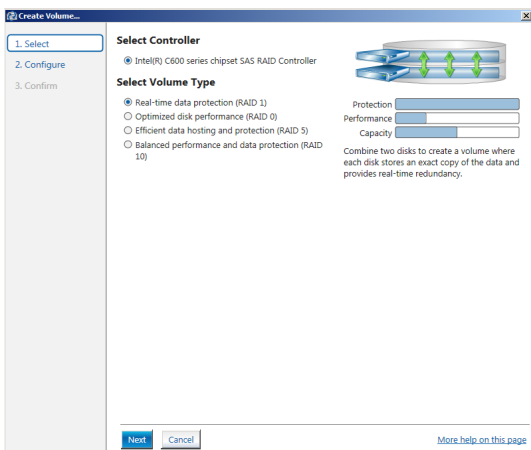 Create Volume...
1. Select
2. Configure
3. Confirm
Select Controller
Intel(R) C600 series chipset SAS RAID Controller
Select Volume Type
Real-time data protection (RAID 1)
Optimized disk performance (RAID 0)
Efficient data hosting and protection (RAID 5)
Balanced performance and data protection (RAID
10)
Protection
Performance
Capacity
Combine two disks to create a volume where
each disk stores an exact copy of the data and
provides real-time redundancy.
Next
Cancel
More help on this page